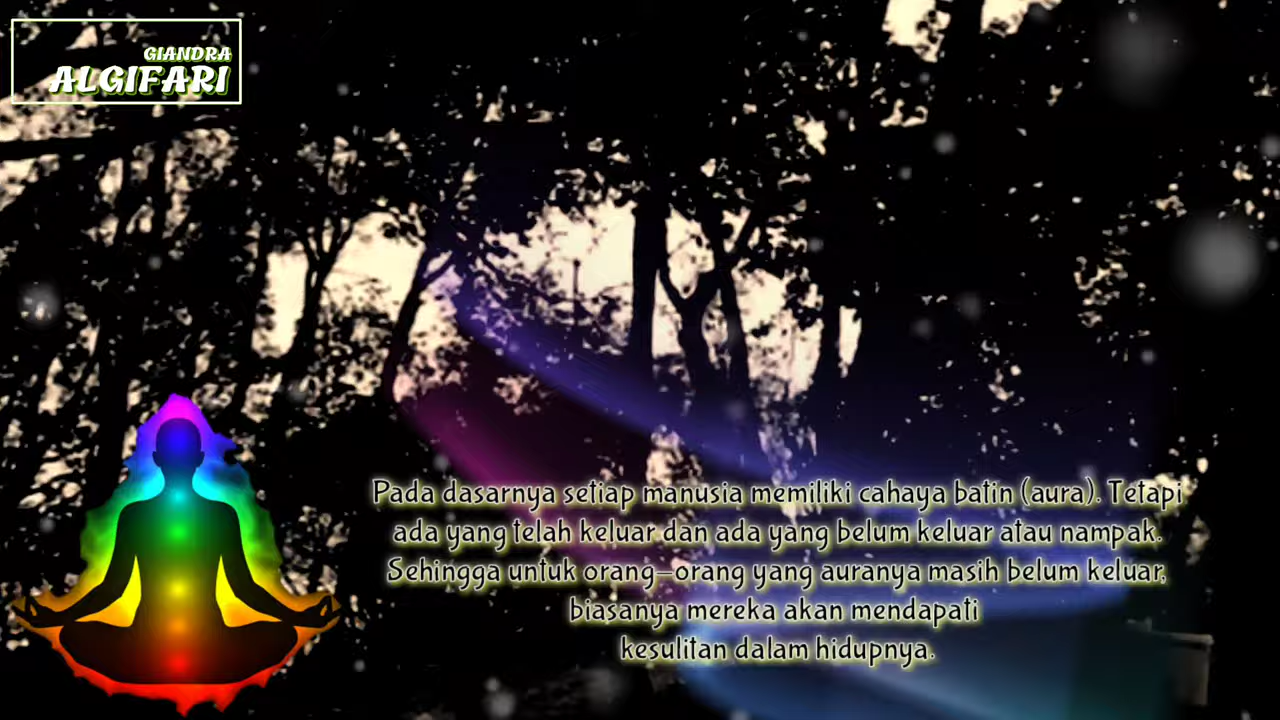 GIANDRA
ALGIFARI
Pada dasarnya setiap manusia memiliki cahaya batin (aura). Tetapi
ada yang telah keluar dan ada yang belum keluar atau nampak.
Sehingga untuk orang-orang yang auranya masih belum keluar,
biasanya mereka akan mendapati
kesulitan dalam hidupnya.